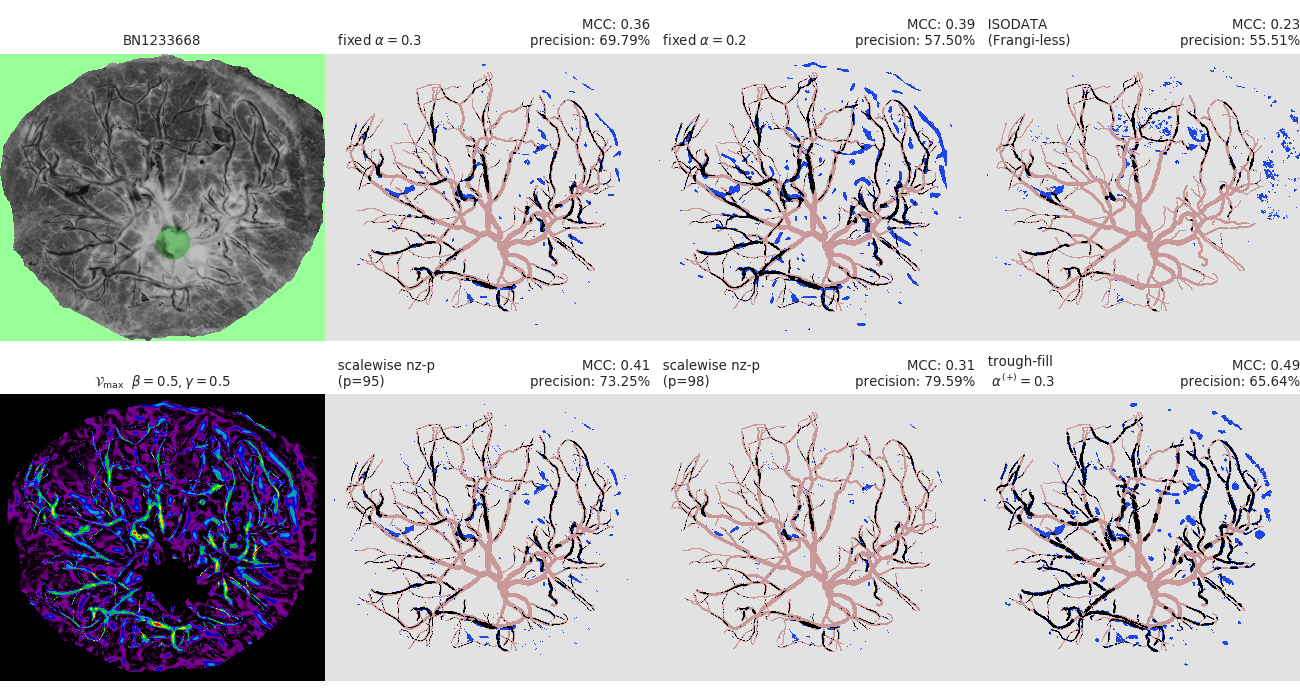 BN1233668
fixed α = 0.3
MCC: 0.36
precision: 69.79%
fixed α = 0.2
MCC: 0.39
precision: 57.50%
ISODATA
(Frangi-less)
MCC: 0.23
precision: 55.51%
𝒱max β = 0.5, γ = 0.5
scalewise nz-p
(p=95)
MCC: 0.41
precision: 73.25%
scalewise nz-p
(p=98)
MCC: 0.31
precision: 79.59%
trough-fill
α(+) = 0.3
MCC: 0.49
precision: 65.64%